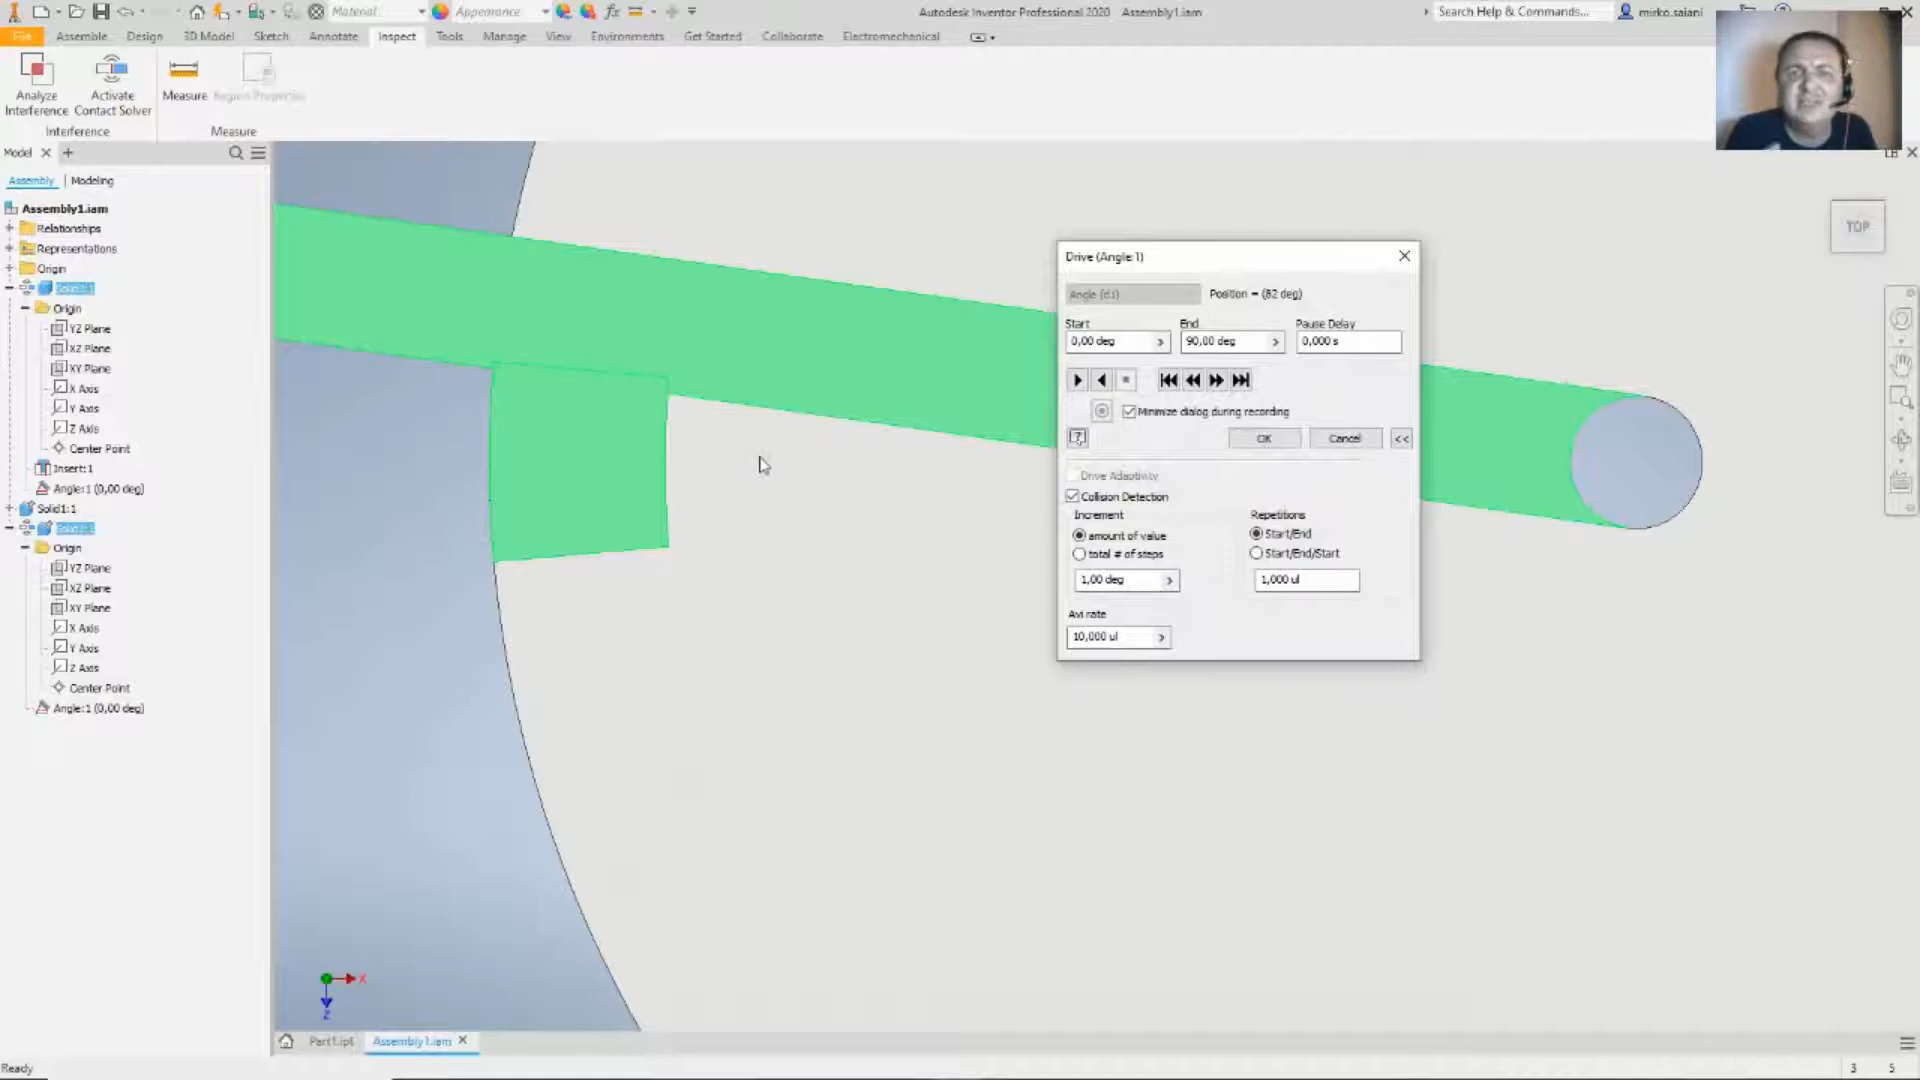 Material
Appearance
fx
Autodesk Inventor Professional 2020 Assembly1.iam
Search Help & Commands...
mirko.saiani
File Assemble Design 3D Model Sketch Annotate Inspect Tools Manage View Environments Get Started Collaborate Electromechanical
Analyze Interference
Activate Contact Solver
Measure
Region Properties
Interference
Measure
Model
Assembly | Modeling
Assembly1.iam
Relationships
Representations
Origin
Origin
YZ Plane
XZ Plane
XY Plane
X Axis
Y Axis
Z Axis
Center Point
Insert:1
Angle:1 (0,00 deg)
Solid1:1
Origin
YZ Plane
XZ Plane
XY Plane
X Axis
Y Axis
Z Axis
Center Point
Angle:1 (0,00 deg)
TOP
Drive (Angle:1)
Position = (82 deg)
Start End Pause Delay
0,00 deg 90,00 deg 0,000 s
Minimize dialog during recording
OK Cancel <<
Drive Adaptivity
Collision Detection
Increment Repetitions
amount of value Start/End
total # of steps Start/End/Start
1,00 deg 1,000 ul
Avi rate
10,000 ul
X
Z
Part1.ipt Assembly1.iam
Ready
3 5